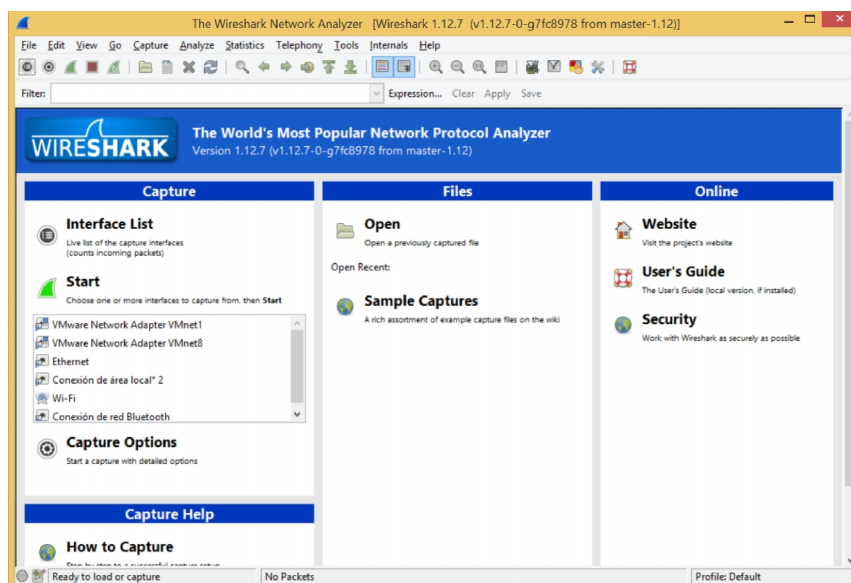 The Wireshark Network Analyzer [Wireshark 1.12.7 (v1.12.7-0-g7fc8978 from master-1.12)]
File Edit View Go Capture Analyze Statistics Telephony Tools Internals Help
Filter: Expression... Clear Apply Save
WIRESHARK
The World's Most Popular Network Protocol Analyzer
Version 1.12.7 (v1.12.7-0-g7fc8978 from master-1.12)
Capture
Interface List
Live list of the capture interfaces
(counts incoming packets)
Start
Choose one or more interfaces to capture from, then Start
VMware Network Adapter VMnet1
VMware Network Adapter VMnet8
Ethernet
Conexión de área local* 2
Wi-Fi
Conexión de red Bluetooth
Capture Options
Start a capture with detailed options
Capture Help
How to Capture
Step by step to a successful capture setup
Files
Open
Open a previously captured file
Open Recent:
Sample Captures
A rich assortment of example capture files on the wiki
Online
Website
Visit the project's website
User's Guide
The User's Guide (local version, if installed)
Security
Work with Wireshark as securely as possible
Ready to load or capture
No Packets
Profile: Default